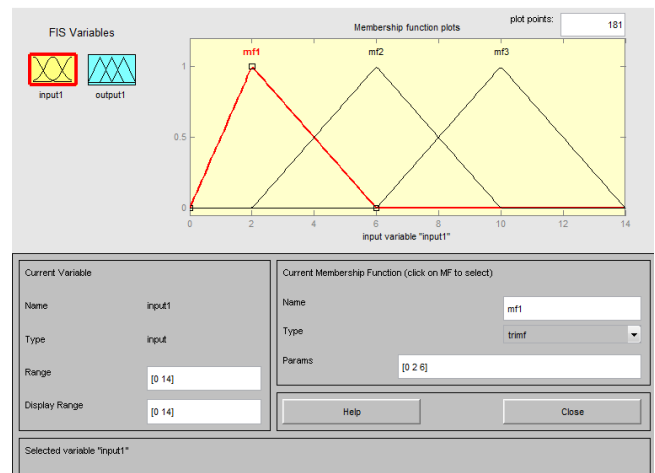 FIS Variables
Membership function plots
plot points:
181
input1
output1
mf1
mf2
mf3
1
0.5
0
0
2
4
6
8
10
12
14
input variable "input1"
Current Variable
Name
input1
Type
input
Range
[0 14]
Display Range
[0 14]
Current Membership Function (click on MF to select)
Name
mf1
Type
trimf
Params
[0 2 6]
Help
Close
Selected variable "input1"